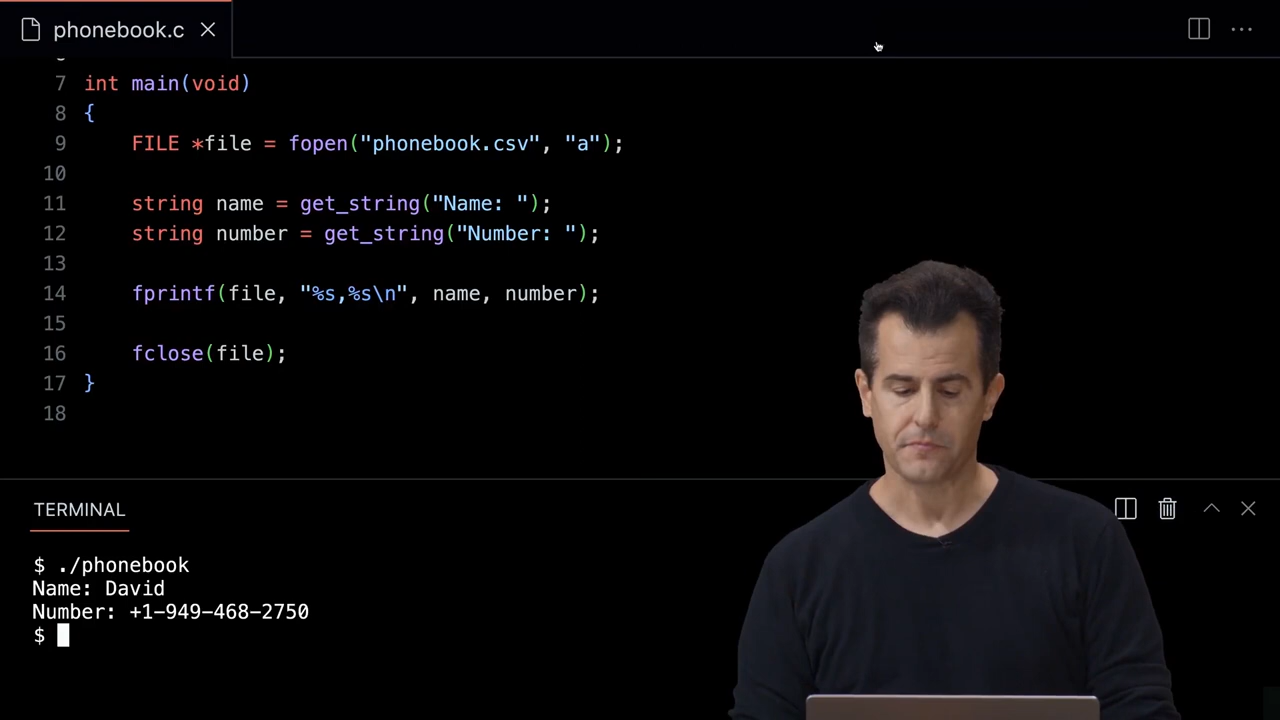 phonebook.c
7 int main(void)
8 {
9 FILE *file = fopen("phonebook.csv", "a");
10
11 string name = get_string("Name: ");
12 string number = get_string("Number: ");
13
14 fprintf(file, "%s,%s\n", name, number);
15
16 fclose(file);
17 }
18
TERMINAL
$ ./phonebook
Name: David
Number: +1-949-468-2750
$